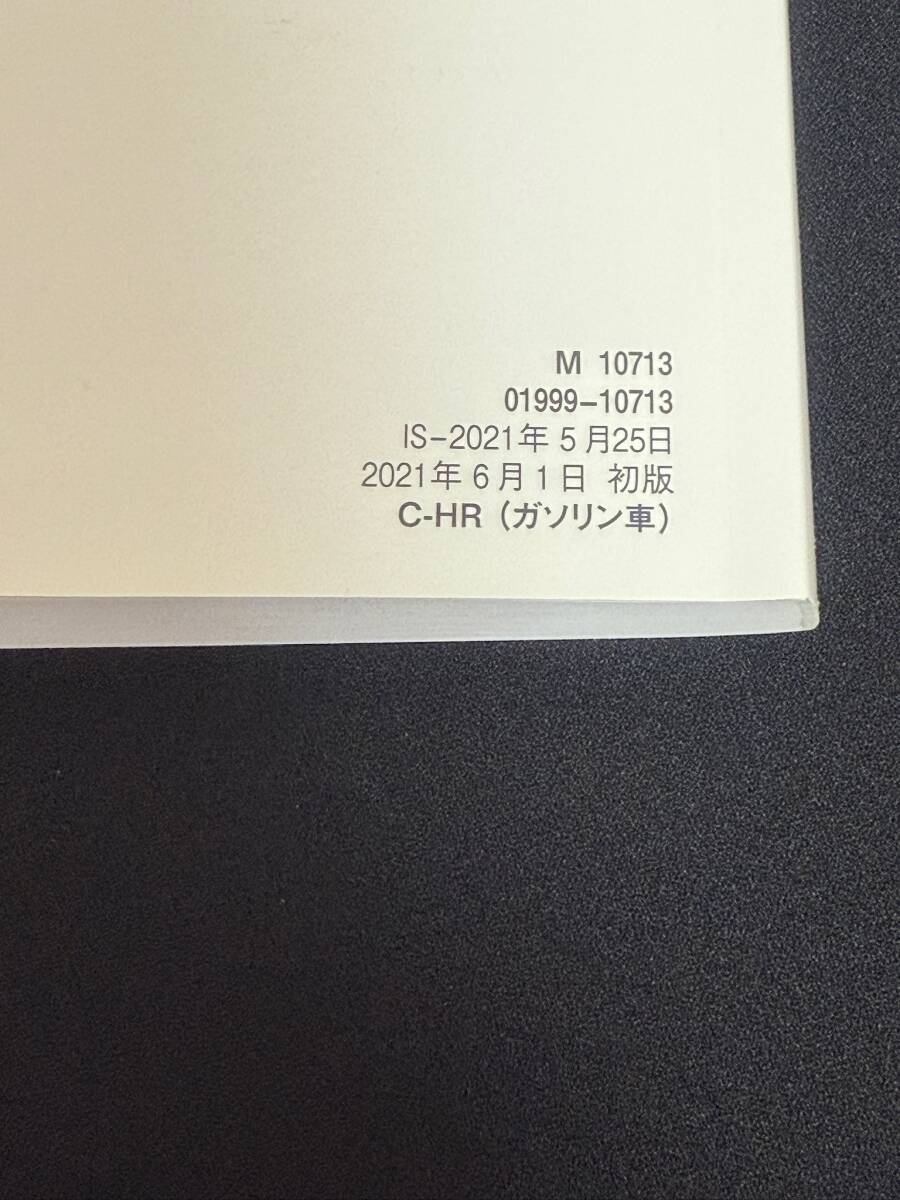 M 10713
01999-10713
IS-2021年5月25日
2021年6月1日 初版
C-HR（ガソリン車）